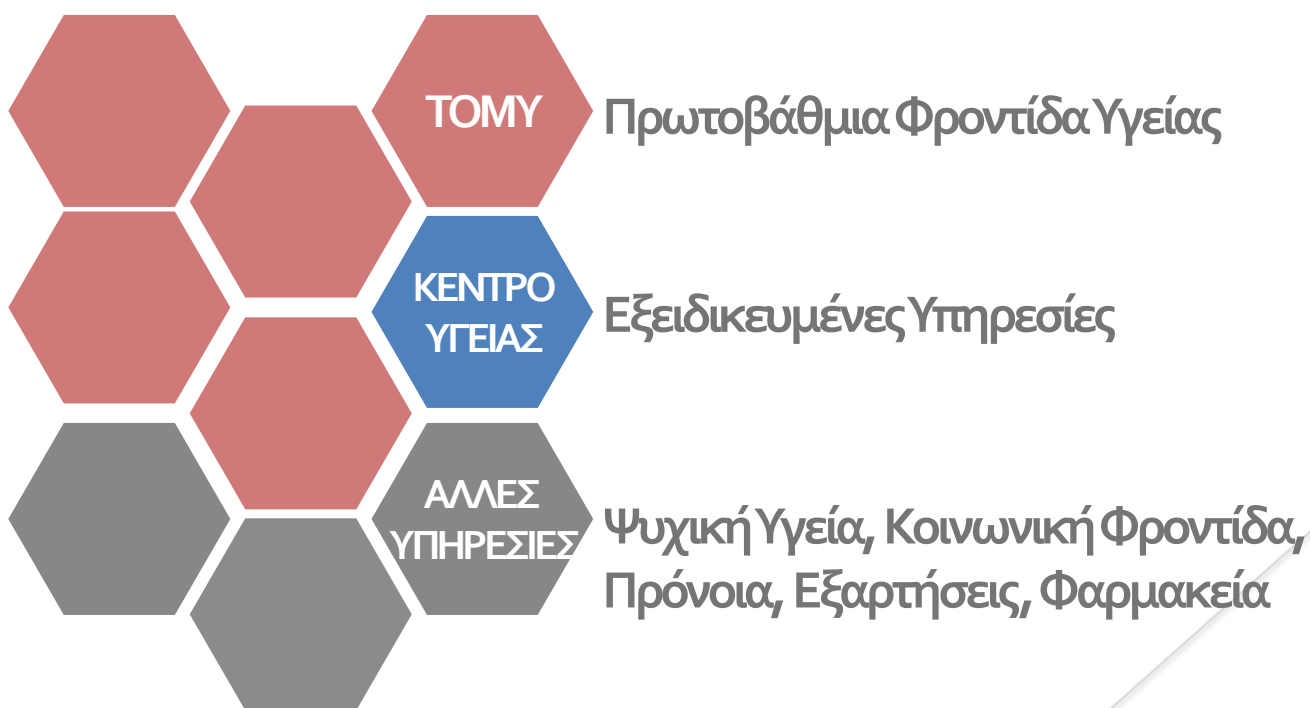 ΤΟΜΥ
Πρωτοβάθμια Φροντίδα Υγείας
ΚΕΝΤΡΟ
ΥΓΕΙΑΣ
Εξειδικευμένες Υπηρεσίες
ΑΛΛΕΣ
ΥΠΗΡΕΣΙΕΣ
Ψυχική Υγεία, Κοινωνική Φροντίδα,
Πρόνοια, Εξαρτήσεις, Φαρμακεία